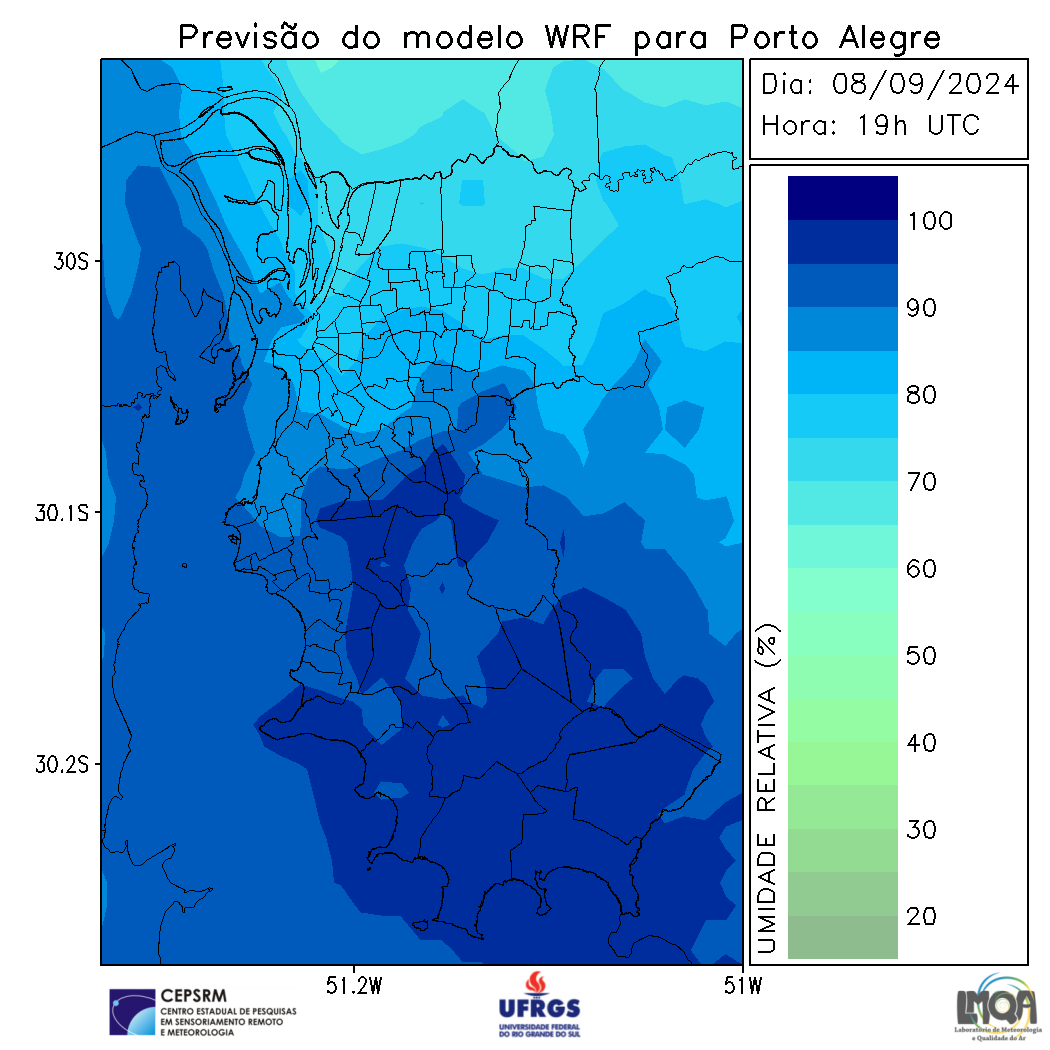 Previsão do modelo WRF para Porto Alegre
Dia: 08/09/2024
Hora: 19h UTC
30S
30.1S
30.2S
51.2W
51W
UMIDADE RELATIVA (%)
100
90
80
70
60
50
40
30
20
CEPSRM
CENTRO ESTADUAL DE PESQUISAS
EM SENSORIAMENTO REMOTO
E METEOROLOGIA
UFRGS
UNIVERSIDADE FEDERAL
DO RIO GRANDE DO SUL
LMQA
Laboratório de Meteorologia
e Qualidade do Ar